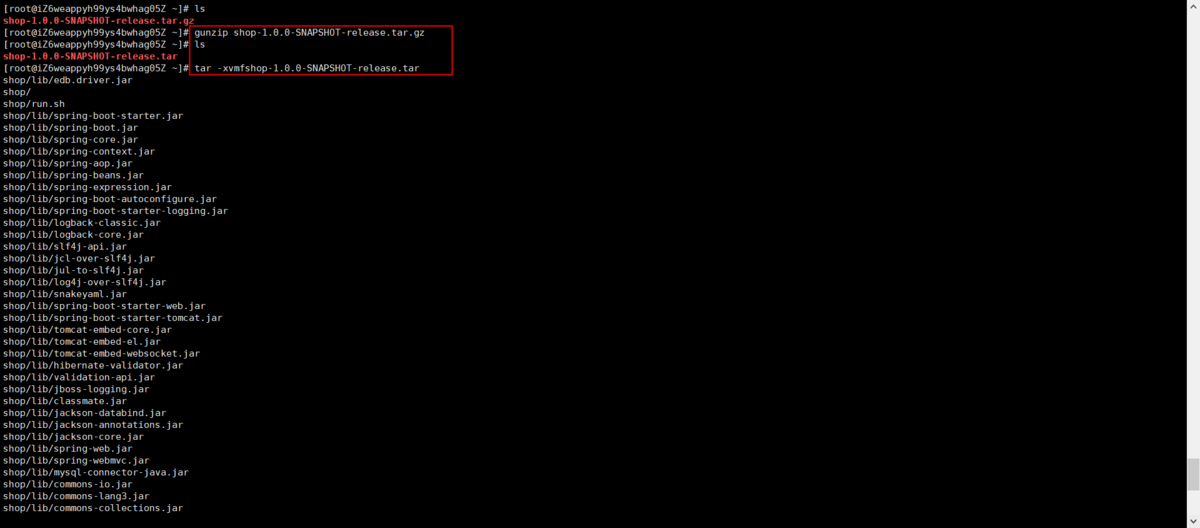 [root@iZ6weappyh99ys4bwhag05Z ~]# ls
shop-1.0.0-SNAPSHOT-release.tar.gz
[root@iZ6weappyh99ys4bwhag05Z ~]# gunzip shop-1.0.0-SNAPSHOT-release.tar.gz
[root@iZ6weappyh99ys4bwhag05Z ~]# ls
shop-1.0.0-SNAPSHOT-release.tar
[root@iZ6weappyh99ys4bwhag05Z ~]# tar -xvmfshop-1.0.0-SNAPSHOT-release.tar
shop/lib/edb.driver.jar
shop/
shop/run.sh
shop/lib/spring-boot-starter.jar
shop/lib/spring-boot.jar
shop/lib/spring-core.jar
shop/lib/spring-context.jar
shop/lib/spring-aop.jar
shop/lib/spring-beans.jar
shop/lib/spring-expression.jar
shop/lib/spring-boot-autoconfigure.jar
shop/lib/spring-boot-starter-logging.jar
shop/lib/logback-classic.jar
shop/lib/logback-core.jar
shop/lib/slf4j-api.jar
shop/lib/jcl-over-slf4j.jar
shop/lib/jul-to-slf4j.jar
shop/lib/log4j-over-slf4j.jar
shop/lib/snakeyaml.jar
shop/lib/spring-boot-starter-web.jar
shop/lib/spring-boot-starter-tomcat.jar
shop/lib/tomcat-embed-core.jar
shop/lib/tomcat-embed-el.jar
shop/lib/tomcat-embed-websocket.jar
shop/lib/hibernate-validator.jar
shop/lib/validation-api.jar
shop/lib/jboss-logging.jar
shop/lib/classmate.jar
shop/lib/jackson-databind.jar
shop/lib/jackson-annotations.jar
shop/lib/jackson-core.jar
shop/lib/spring-web.jar
shop/lib/spring-webmvc.jar
shop/lib/mysql-connector-java.jar
shop/lib/commons-io.jar
shop/lib/commons-lang3.jar
shop/lib/commons-collections.jar